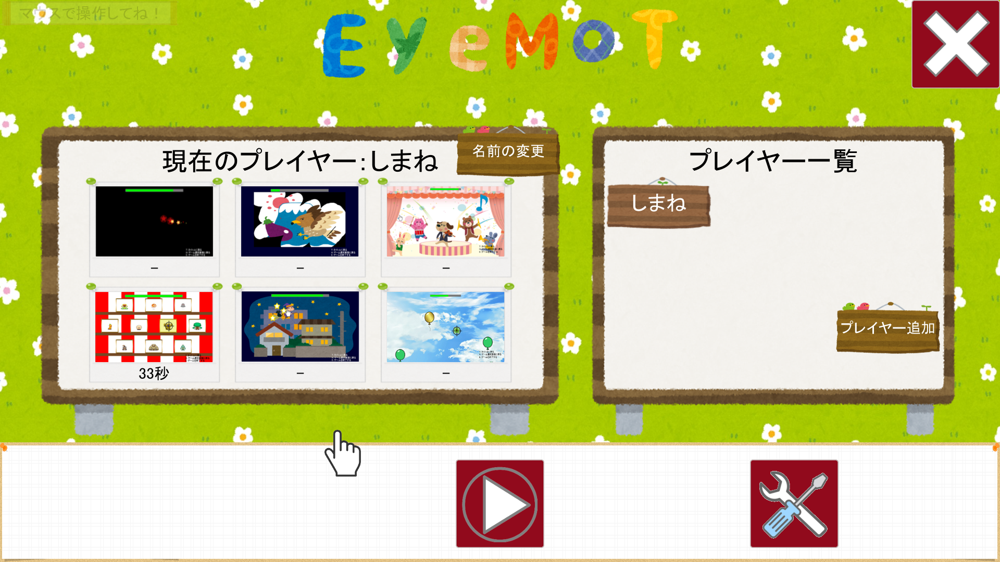 マウスで操作してね！
EyeMoT
現在のプレイヤー:しまね
名前の変更
プレイヤー一覧
しまね
–
–
–
33秒
–
–
プレイヤー追加